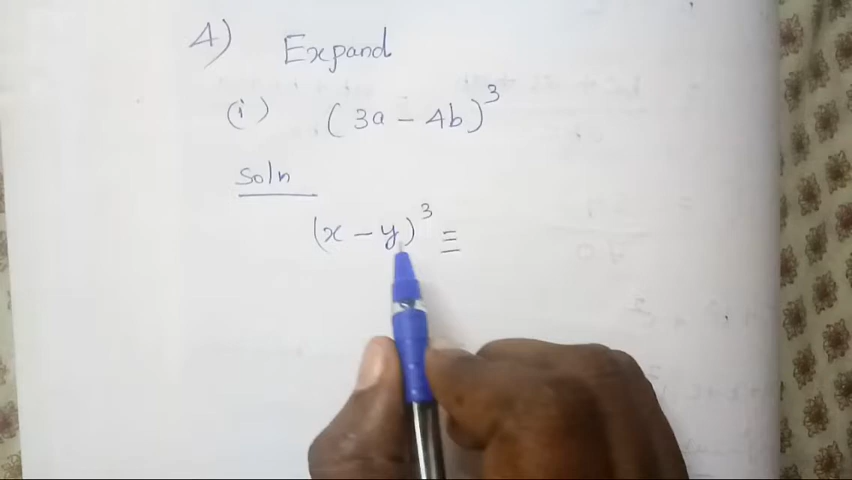 4) Expand
(i) (3a - 4b)³
Soln
(x - y)³ ≡